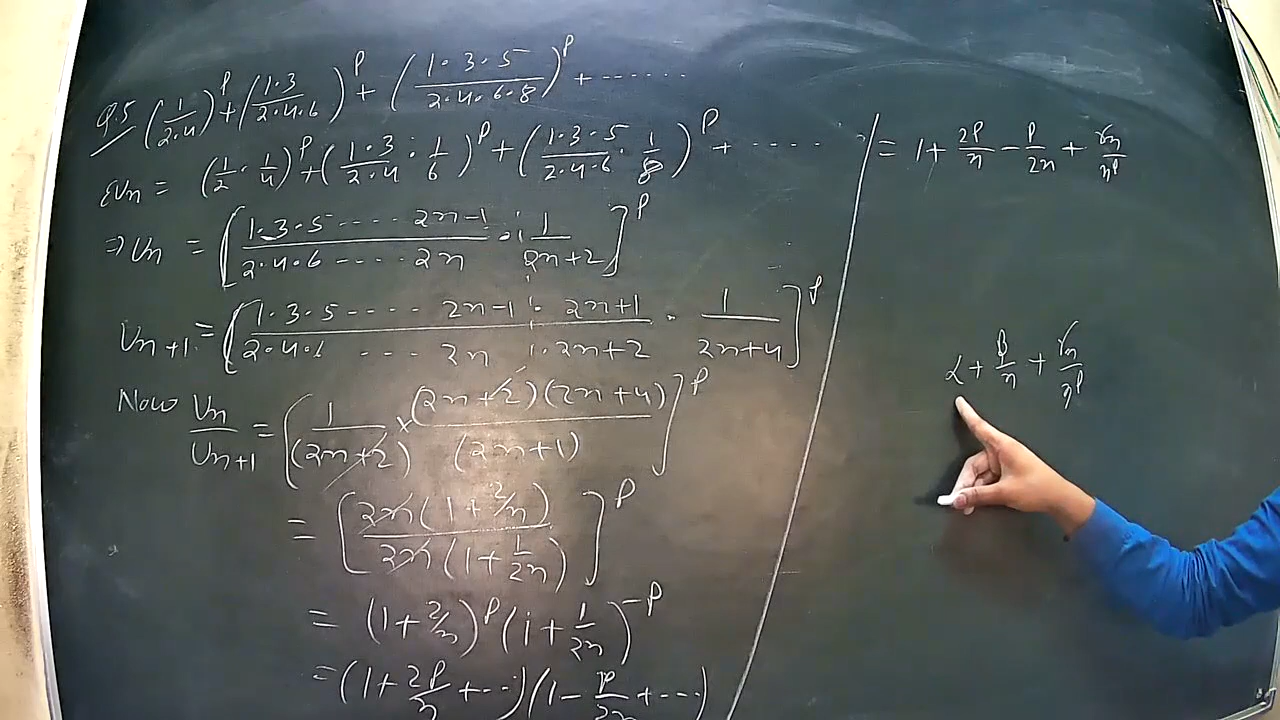 Q.5 (1/2·4)^p + (1·3/2·4·6)^p + (1·3·5/2·4·6·8)^p + ······
ΣUn = (1/2 · 1/4)^p + (1·3/2·4 · 1/6)^p + (1·3·5/2·4·6 · 1/8)^p + ····
⇒ Un = [1·3·5 ···· 2n-1/2·4·6 ···· 2n · 1/2n+2]^p
Un+1 = [1·3·5 ···· 2n-1 · 2n+1/2·4·6 ···· 2n · 2n+2 · 1/2n+4]^p
Now Un/Un+1 = [1/(2n+2) × (2n+2)(2n+4)/(2n+1)]^p
= [2n(1+2/n)/2n(1+1/2n)]^p
= (1+2/n)^p (1+1/2n)^-p
= (1+2p/n+···)(1-p/2n+···)
= 1 + 2p/n - p/2n + γn/n^p
α + β/n + γn/n^p